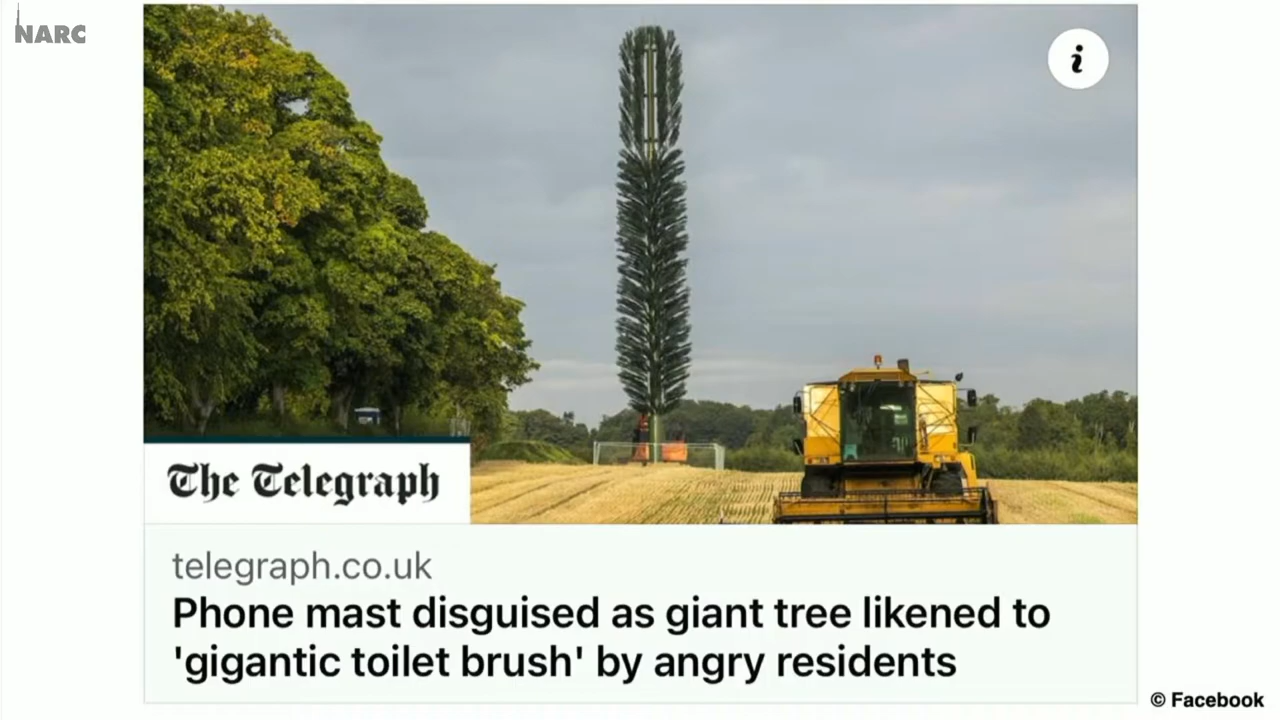 NARC
i
The Telegraph
telegraph.co.uk
Phone mast disguised as giant tree likened to
'gigantic toilet brush' by angry residents
© Facebook